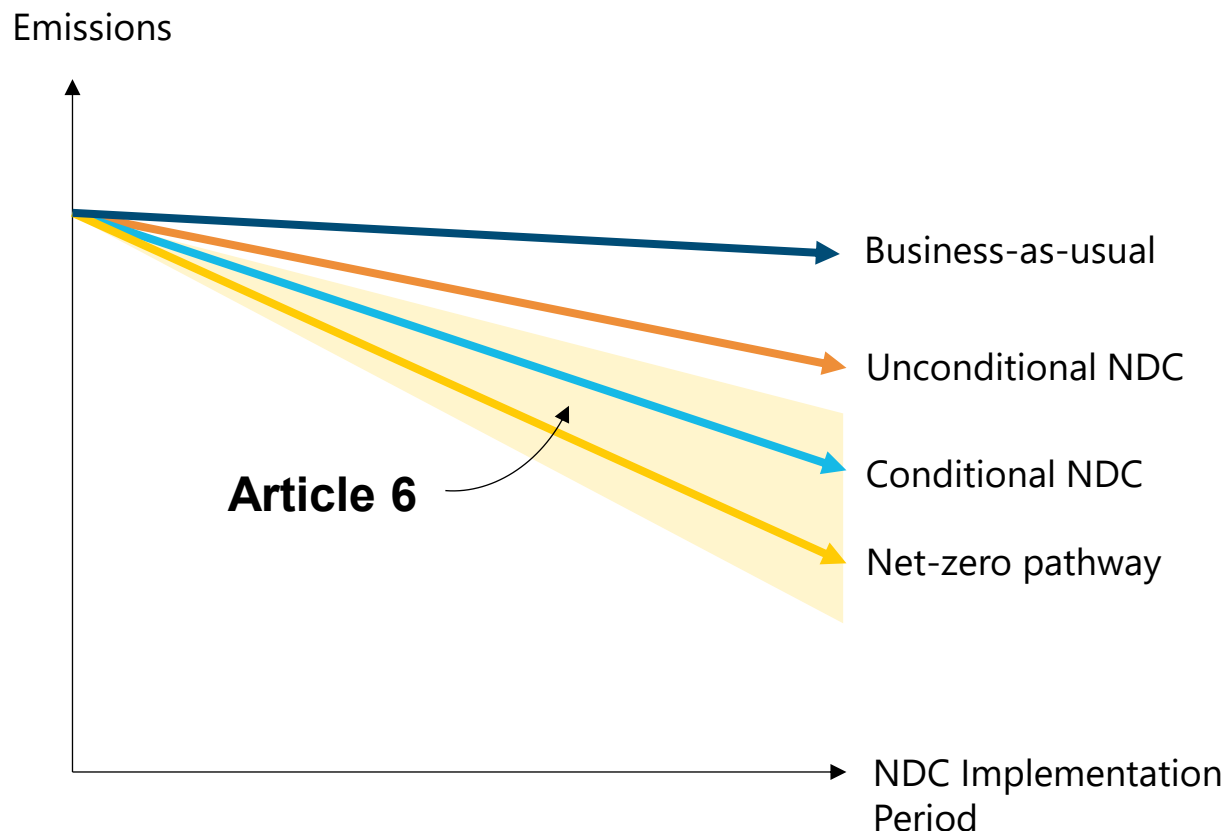 Emissions
Business-as-usual
Unconditional NDC
Conditional NDC
Article 6
Net-zero pathway
NDC Implementation
Period